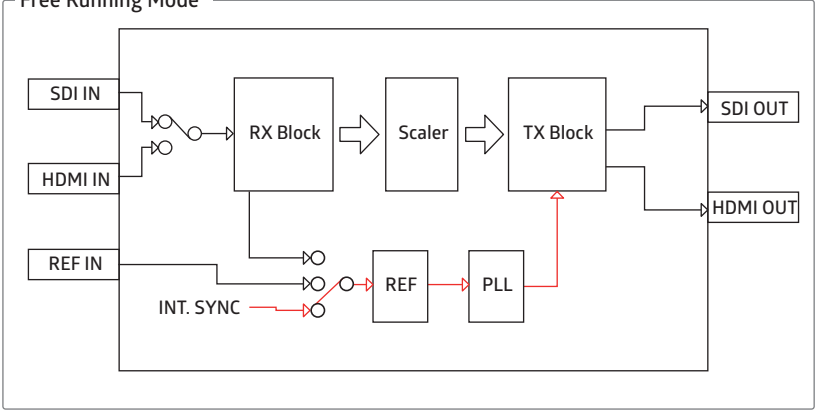 Free Running Mode
SDI IN
RX Block
Scaler
TX Block
SDI OUT
HDMI IN
HDMI OUT
REF IN
REF
PLL
INT. SYNC